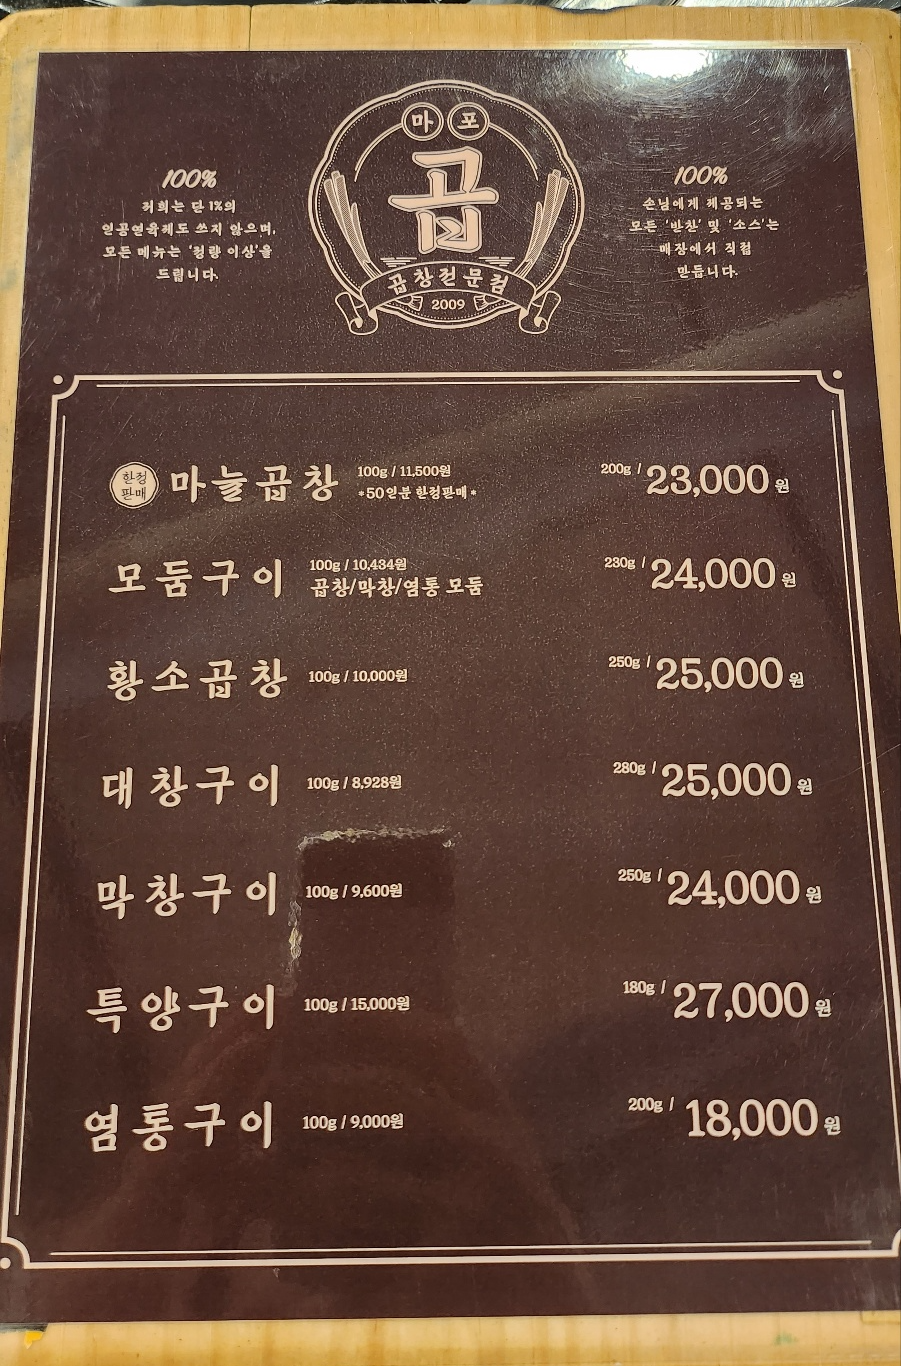 마포
곱
곱창전문점
2009
100%
저희는 단 1%의
인공연육제도 쓰지 않으며,
모든 메뉴는 '정량 이상'을
드립니다.
100%
손님에게 제공되는
모든 '반찬' 및 '소스'는
매장에서 직접
만듭니다.
한정
판매
마늘곱창 100g / 11,500원 200g / 23,000원
*50인분 한정판매*
모둠구이 100g / 10,434원 230g / 24,000원
곱창/막창/염통 모둠
황소곱창 100g / 10,000원 250g / 25,000원
대창구이 100g / 8,928원 280g / 25,000원
막창구이 100g / 9,600원 250g / 24,000원
특양구이 100g / 15,000원 180g / 27,000원
염통구이 100g / 9,000원 200g / 18,000원